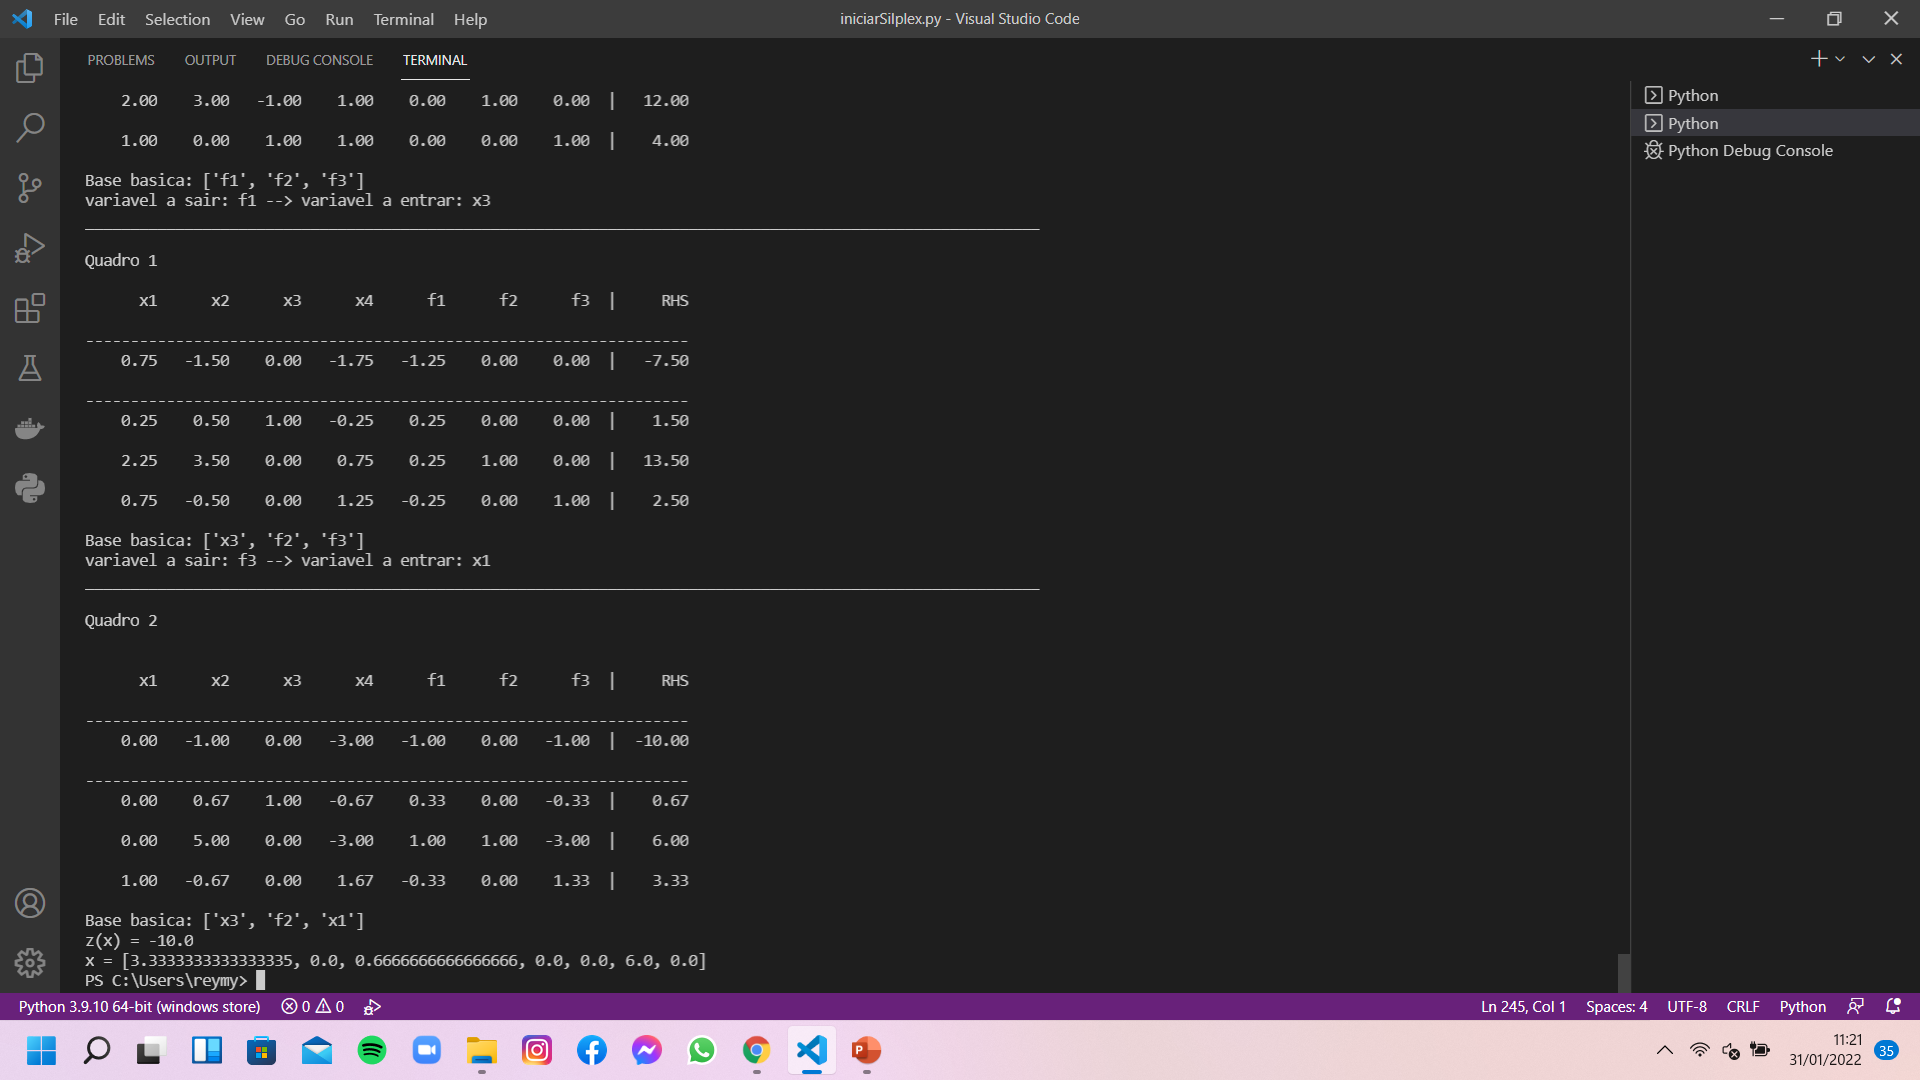 File Edit Selection View Go Run Terminal Help iniciarSilplex.py - Visual Studio Code
PROBLEMS OUTPUT DEBUG CONSOLE TERMINAL
2.00 3.00 -1.00 1.00 0.00 1.00 0.00 | 12.00
1.00 0.00 1.00 1.00 0.00 0.00 1.00 | 4.00
Base basica: ['f1', 'f2', 'f3']
variavel a sair: f1 --> variavel a entrar: x3
Quadro 1
x1 x2 x3 x4 f1 f2 f3 | RHS
-------------------------------------------------------------------
0.75 -1.50 0.00 -1.75 -1.25 0.00 0.00 | -7.50
-------------------------------------------------------------------
0.25 0.50 1.00 -0.25 0.25 0.00 0.00 | 1.50
2.25 3.50 0.00 0.75 0.25 1.00 0.00 | 13.50
0.75 -0.50 0.00 1.25 -0.25 0.00 1.00 | 2.50
Base basica: ['x3', 'f2', 'f3']
variavel a sair: f3 --> variavel a entrar: x1
Quadro 2
x1 x2 x3 x4 f1 f2 f3 | RHS
-------------------------------------------------------------------
0.00 -1.00 0.00 -3.00 -1.00 0.00 -1.00 | -10.00
-------------------------------------------------------------------
0.00 0.67 1.00 -0.67 0.33 0.00 -0.33 | 0.67
0.00 5.00 0.00 -3.00 1.00 1.00 -3.00 | 6.00
1.00 -0.67 0.00 1.67 -0.33 0.00 1.33 | 3.33
Base basica: ['x3', 'f2', 'x1']
z(x) = -10.0
x = [3.3333333333333335, 0.0, 0.6666666666666666, 0.0, 0.0, 6.0, 0.0]
PS C:\Users\reymy>
Python
Python
Python Debug Console
Python 3.9.10 64-bit (windows store) 0 0 Ln 245, Col 1 Spaces: 4 UTF-8 CRLF Python
11:21
31/01/2022 35